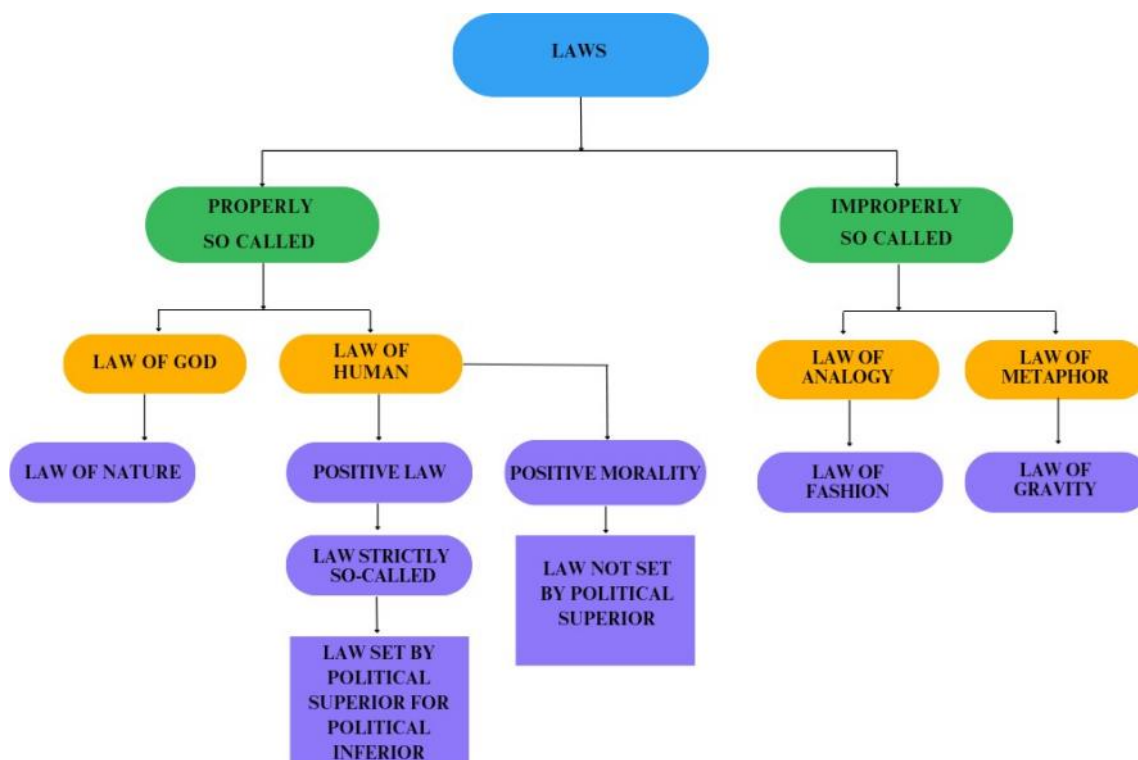 LAWS
PROPERLY
SO CALLED
IMPROPERLY
SO CALLED
LAW OF GOD
LAW OF
HUMAN
LAW OF
ANALOGY
LAW OF
METAPHOR
LAW OF NATURE
POSITIVE LAW
POSITIVE MORALITY
LAW OF
FASHION
LAW OF
GRAVITY
LAW STRICTLY
SO-CALLED
LAW NOT SET
BY POLITICAL
SUPERIOR
LAW SET BY
POLITICAL
SUPERIOR FOR
POLITICAL
INFERIOR